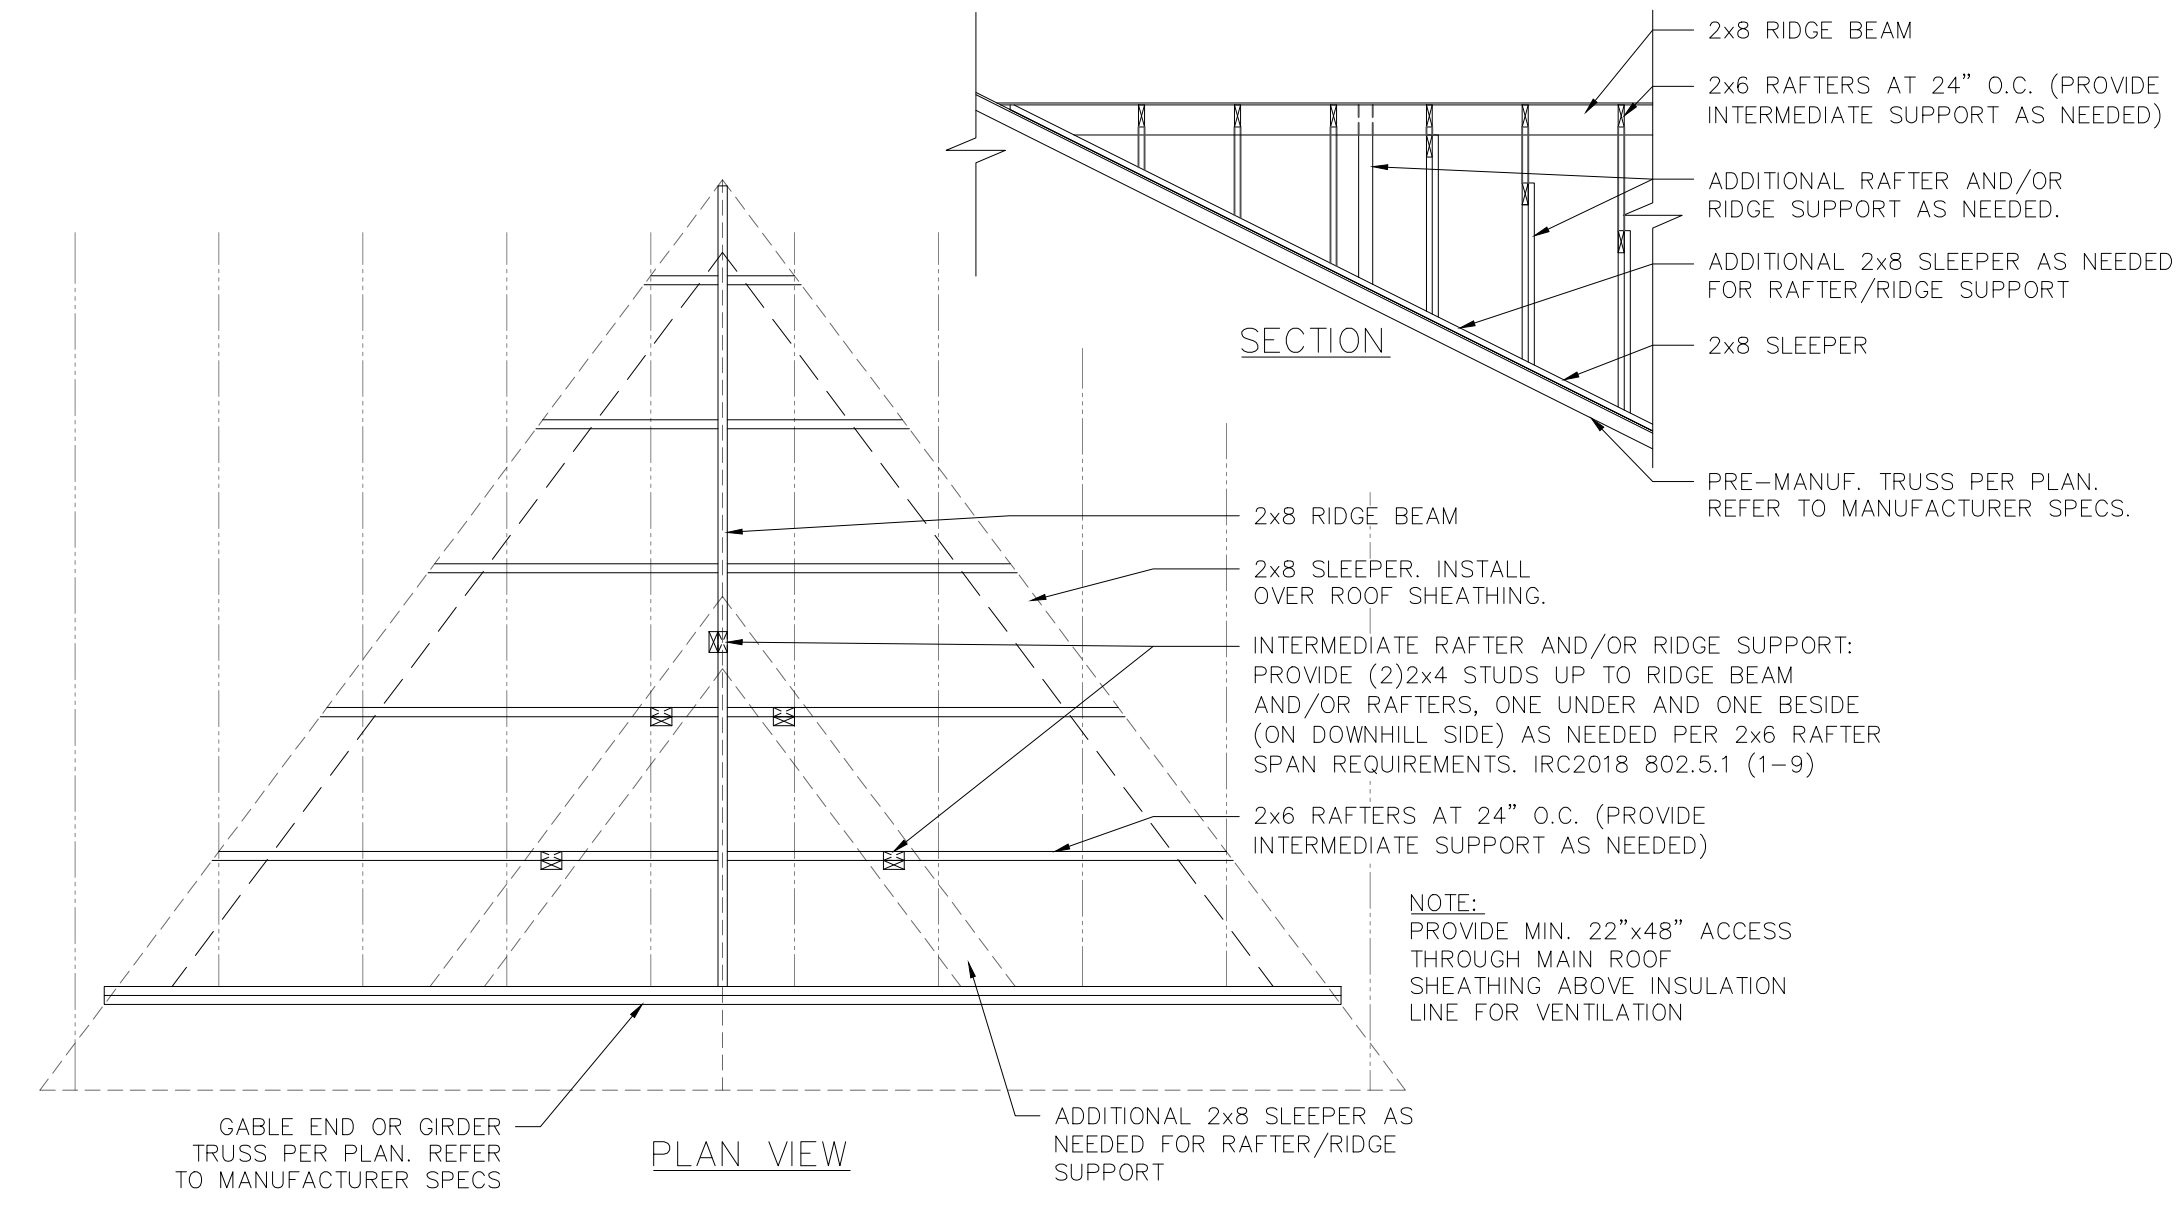 2x8 RIDGE BEAM
2x6 RAFTERS AT 24” O.C. (PROVIDE
INTERMEDIATE SUPPORT AS NEEDED)
ADDITIONAL RAFTER AND/OR
RIDGE SUPPORT AS NEEDED.
ADDITIONAL 2x8 SLEEPER AS NEEDED
FOR RAFTER/RIDGE SUPPORT
SECTION
2x8 SLEEPER
PRE-MANUF. TRUSS PER PLAN.
REFER TO MANUFACTURER SPECS.
2x8 RIDGE BEAM
2x8 SLEEPER. INSTALL
OVER ROOF SHEATHING.
INTERMEDIATE RAFTER AND/OR RIDGE SUPPORT:
PROVIDE (2)2x4 STUDS UP TO RIDGE BEAM
AND/OR RAFTERS, ONE UNDER AND ONE BESIDE
(ON DOWNHILL SIDE) AS NEEDED PER 2x6 RAFTER
SPAN REQUIREMENTS. IRC2018 802.5.1 (1-9)
2x6 RAFTERS AT 24” O.C. (PROVIDE
INTERMEDIATE SUPPORT AS NEEDED)
NOTE:
PROVIDE MIN. 22”x48” ACCESS
THROUGH MAIN ROOF
SHEATHING ABOVE INSULATION
LINE FOR VENTILATION
GABLE END OR GIRDER
TRUSS PER PLAN. REFER
TO MANUFACTURER SPECS
PLAN VIEW
ADDITIONAL 2x8 SLEEPER AS
NEEDED FOR RAFTER/RIDGE
SUPPORT